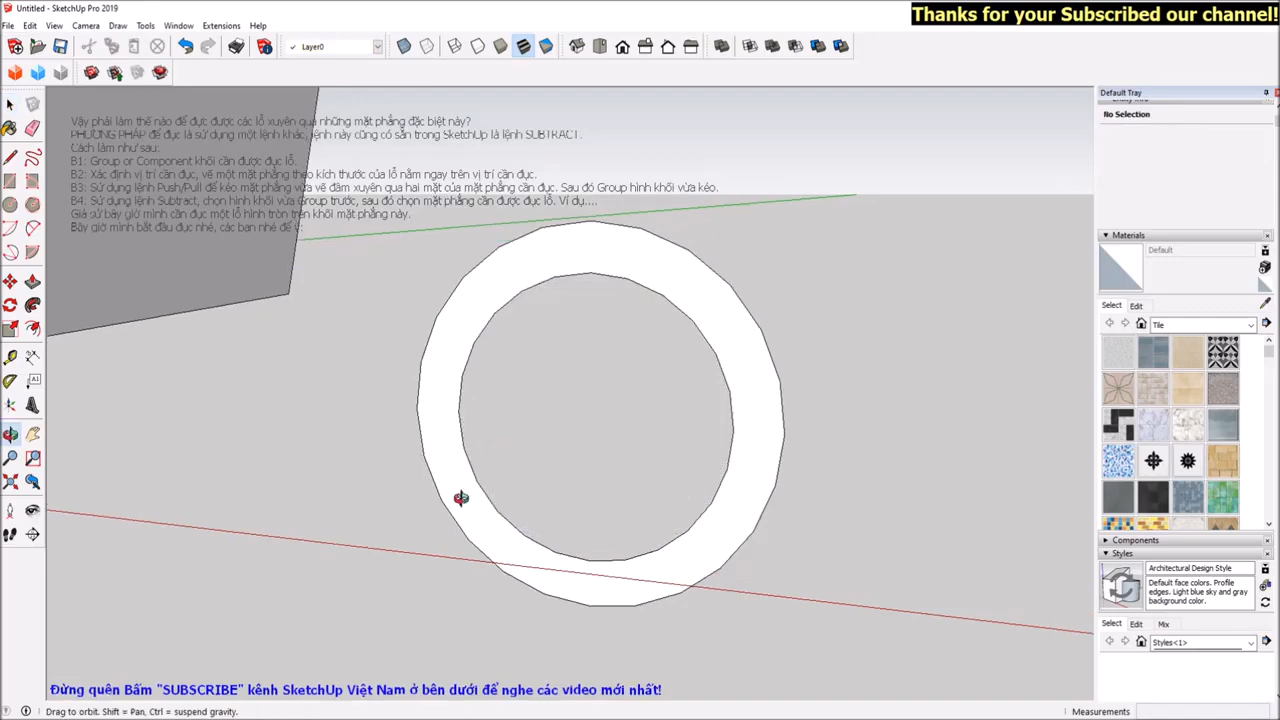 Untitled - SketchUp Pro 2019
Thanks for your Subscribed our channel!
File Edit View Camera Draw Tools Window Extensions Help
Layer0
Default Tray
Entity Info
No Selection
Vậy phải làm thế nào để đục được các lỗ xuyên qua những mặt phẳng
PHƯƠNG PHÁP để đục là sử dụng một lệnh khác, lệnh này cũng có sẵn trong SketchUp là lệnh SUBTRACT.
Cách làm như sau:
B1: Group or Component khối cần được đục lỗ.
B2: Xác định vị trí cần đục, vẽ một mặt phẳng theo kích thước của lỗ nằm ngay trên vị trí cần đục.
B3: Sử dụng lệnh Push/Pull để kéo mặt phẳng vừa vẽ đâm xuyên qua hai mặt của mặt phẳng cần đục. Sau đó Group hình khối vừa kéo.
B4. Sử dụng lệnh Subtract, chọn hình khối vừa Group trước, sau đó chọn mặt phẳng cần được đục lỗ. Ví dụ....
Giả sử bây giờ mình cần đục một lỗ hình tròn trên khối mặt phẳng này.
Bây giờ mình bắt đầu đục nhé, các bạn nhé để ý:
Materials
Default
Select Edit
Tile
Components
Styles
Architectural Design Style
Default face colors. Profile
edges. Light blue sky and gray
background color.
Select Edit Mix
Styles<1>
Đừng quên Bấm "SUBSCRIBE" kênh SketchUp Việt Nam ở bên dưới để nghe các video mới nhất!
Drag to orbit. Shift = Pan, Ctrl = suspend gravity.
Measurements